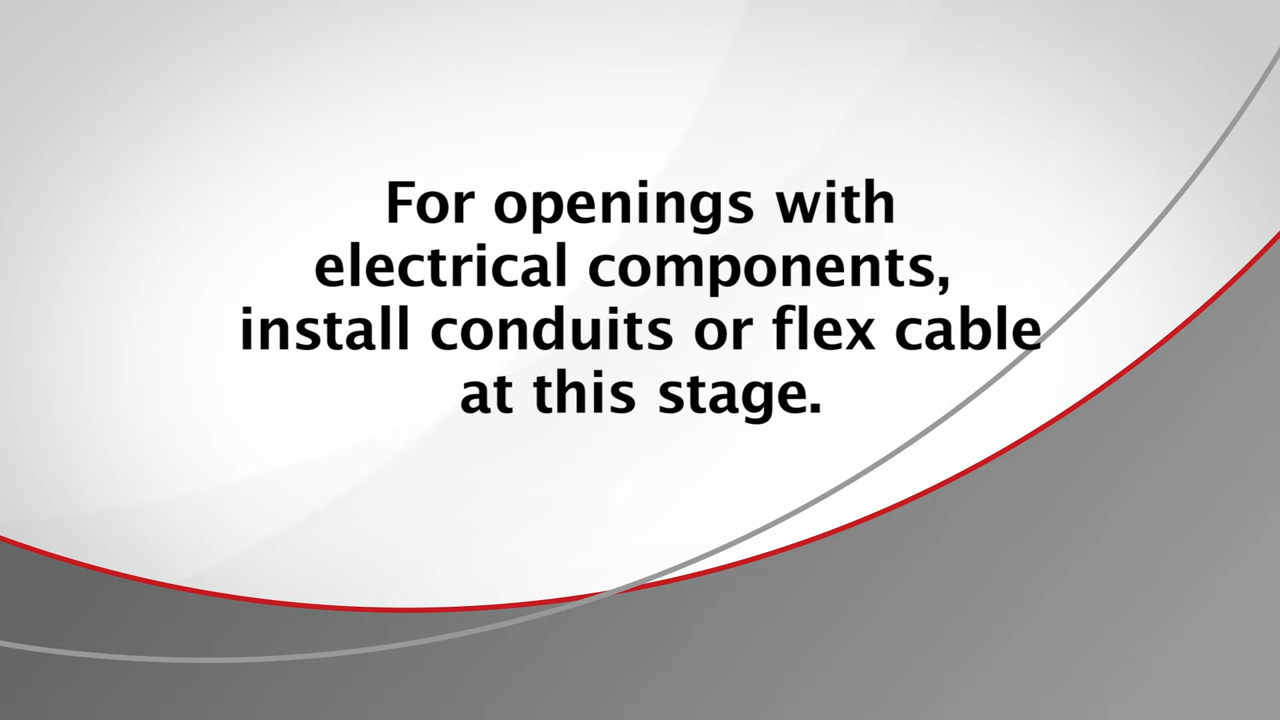 For openings with
electrical components,
install conduits or flex cable
at this stage.